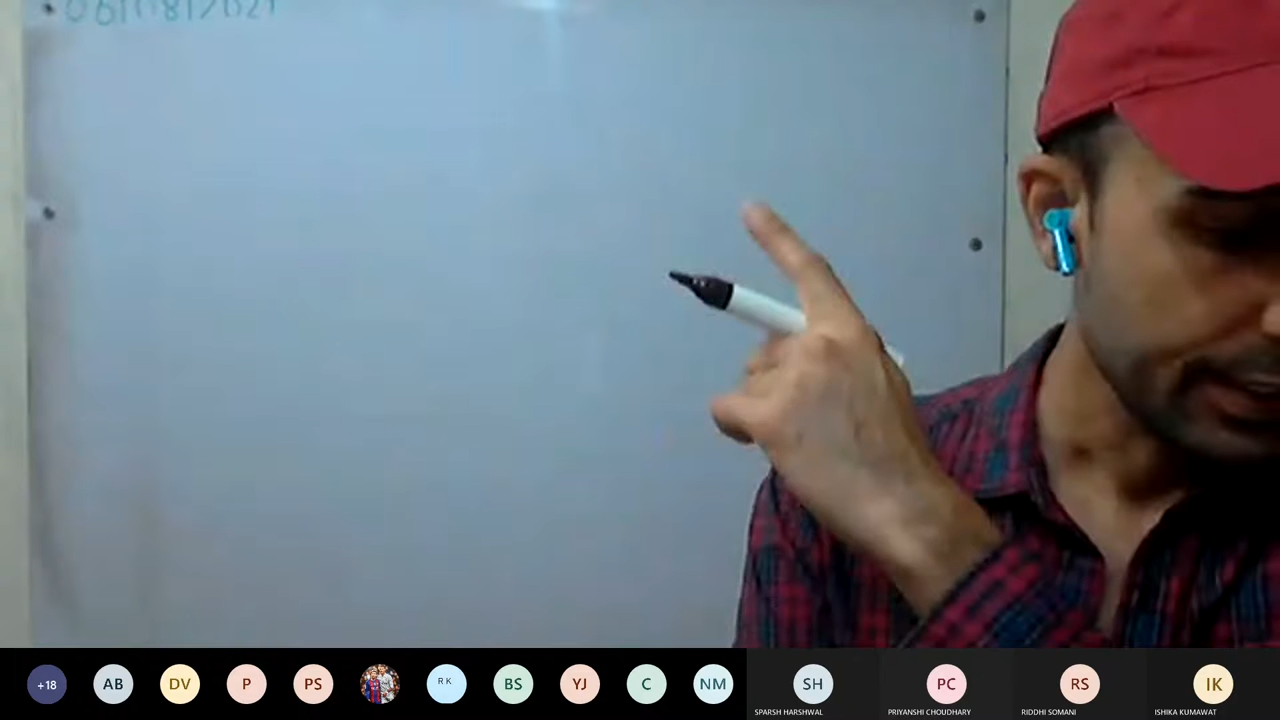 +18
AB
DV
P
PS
R K
BS
YJ
C
NM
SH
PC
RS
IK
SPARSH HARSHWAL
PRIYANSHI CHOUDHARY
RIDDHI SOMANI
ISHIKA KUMAWAT